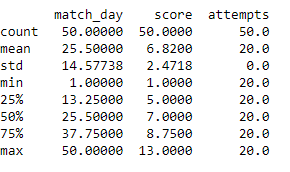 match_day score attempts
count 50.00000 50.0000 50.0
mean 25.50000 6.8200 20.0
std 14.57738 2.4718 0.0
min 1.00000 1.0000 20.0
25% 13.25000 5.0000 20.0
50% 25.50000 7.0000 20.0
75% 37.75000 8.7500 20.0
max 50.00000 13.0000 20.0